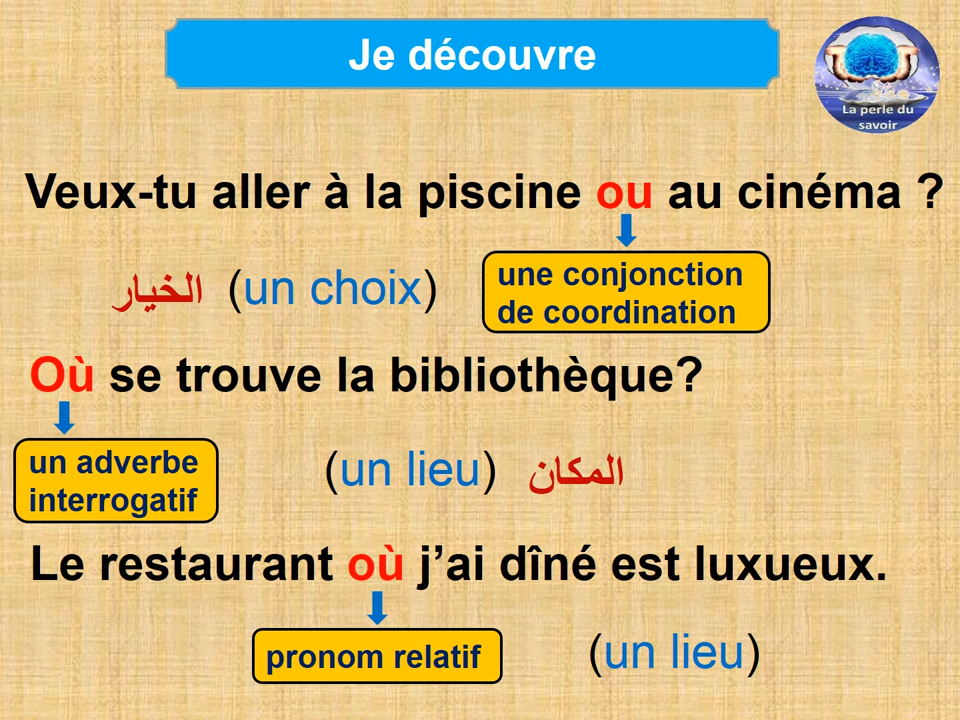 Je découvre
La perle du
savoir
Veux-tu aller à la piscine ou au cinéma ?
الخيار (un choix)
une conjonction
de coordination
Où se trouve la bibliothèque?
un adverbe
interrogatif
(un lieu) المكان
Le restaurant où j’ai dîné est luxueux.
pronom relatif
(un lieu)